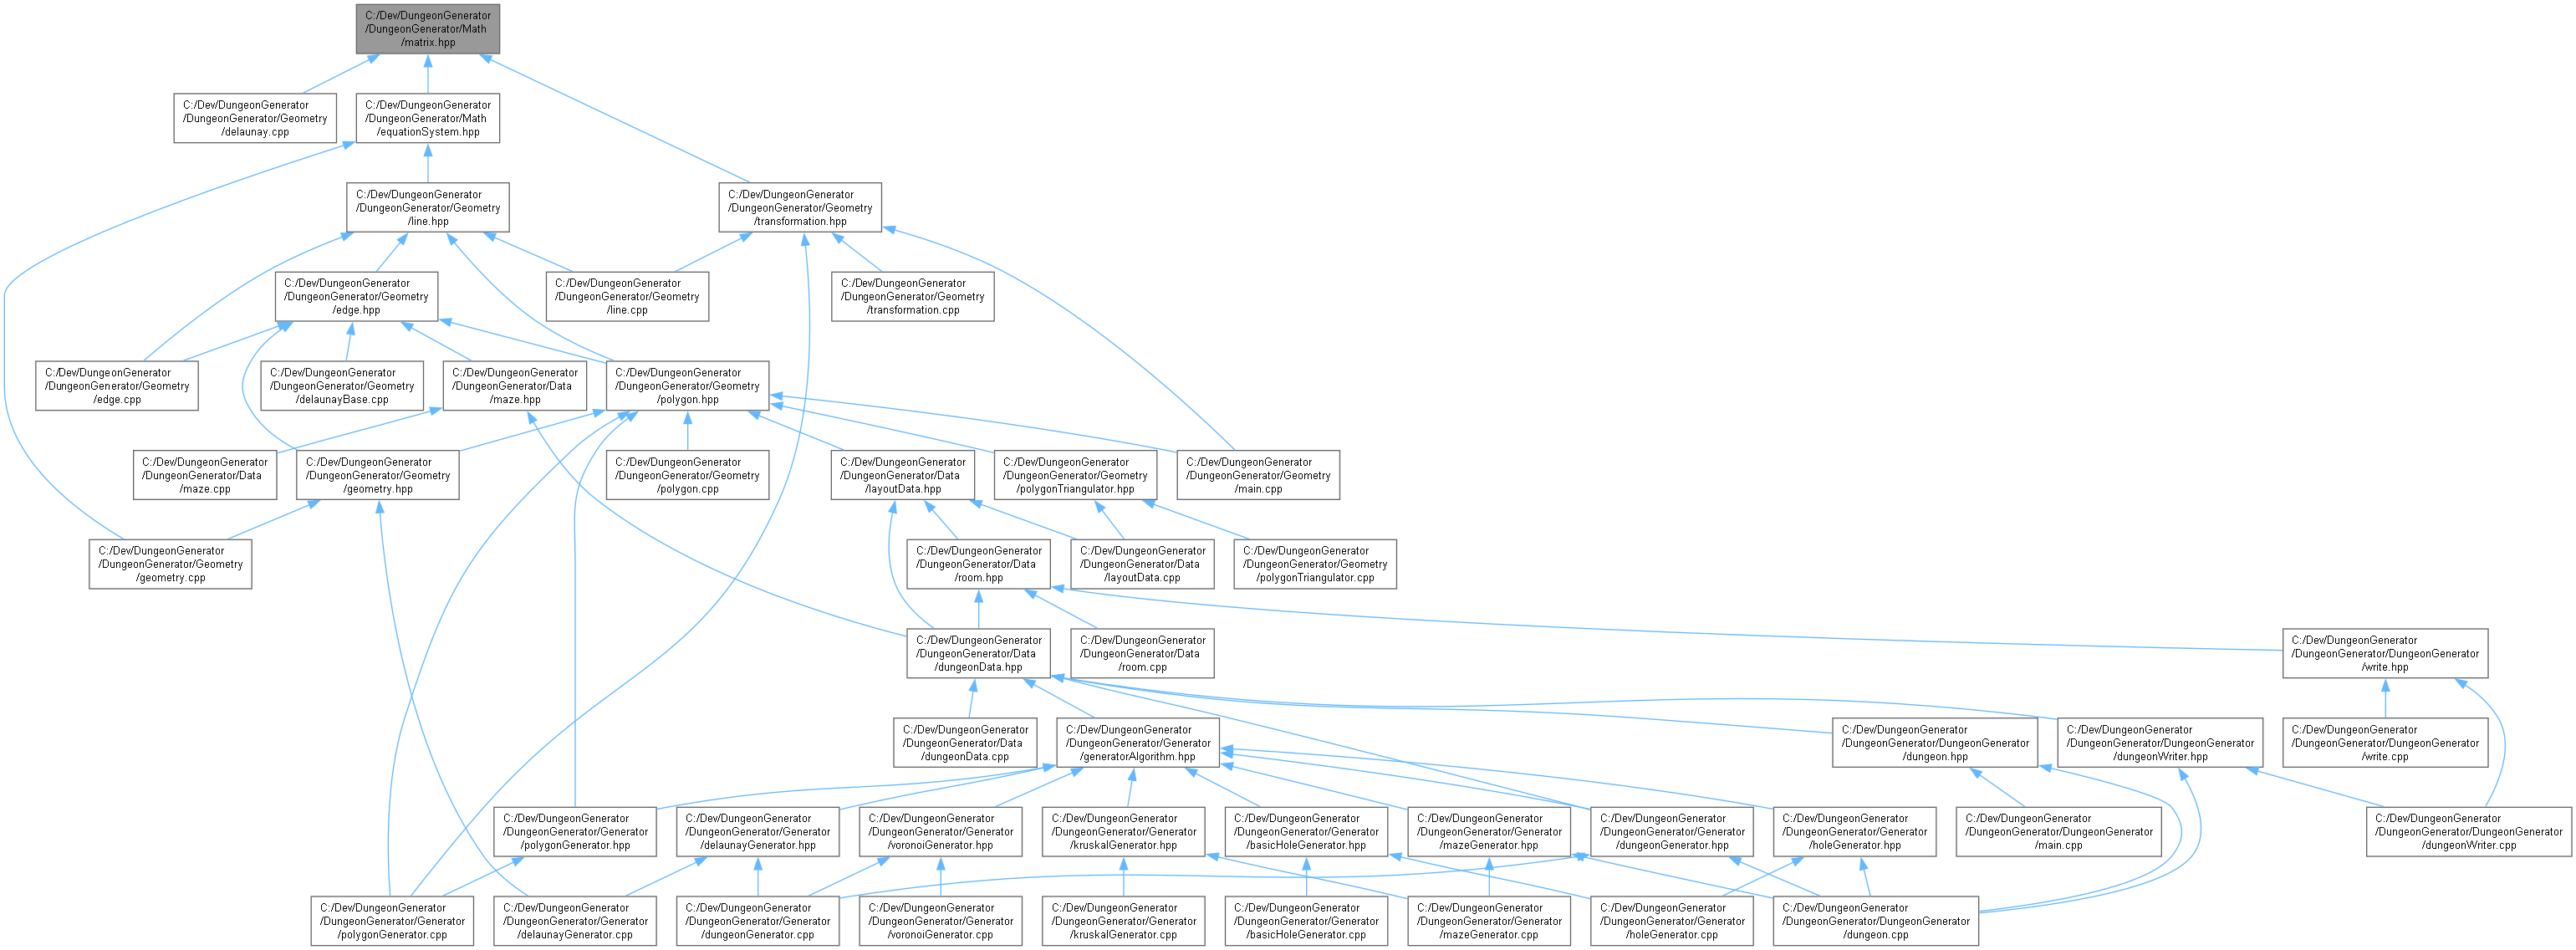 C:/Dev/DungeonGenerator
/DungeonGenerator/Math
/matrix.hpp
C:/Dev/DungeonGenerator
/DungeonGenerator/Geometry
/delaunay.cpp
C:/Dev/DungeonGenerator
/DungeonGenerator/Math
/equationSystem.hpp
C:/Dev/DungeonGenerator
/DungeonGenerator/Geometry
/line.hpp
C:/Dev/DungeonGenerator
/DungeonGenerator/Geometry
/transformation.hpp
C:/Dev/DungeonGenerator
/DungeonGenerator/Geometry
/edge.hpp
C:/Dev/DungeonGenerator
/DungeonGenerator/Geometry
/line.cpp
C:/Dev/DungeonGenerator
/DungeonGenerator/Geometry
/transformation.cpp
C:/Dev/DungeonGenerator
/DungeonGenerator/Geometry
/edge.cpp
C:/Dev/DungeonGenerator
/DungeonGenerator/Geometry
/delaunayBase.cpp
C:/Dev/DungeonGenerator
/DungeonGenerator/Data
/maze.hpp
C:/Dev/DungeonGenerator
/DungeonGenerator/Geometry
/polygon.hpp
C:/Dev/DungeonGenerator
/DungeonGenerator/Data
/maze.cpp
C:/Dev/DungeonGenerator
/DungeonGenerator/Geometry
/geometry.hpp
C:/Dev/DungeonGenerator
/DungeonGenerator/Geometry
/polygon.cpp
C:/Dev/DungeonGenerator
/DungeonGenerator/Data
/layoutData.hpp
C:/Dev/DungeonGenerator
/DungeonGenerator/Geometry
/polygonTriangulator.hpp
C:/Dev/DungeonGenerator
/DungeonGenerator/Geometry
/main.cpp
C:/Dev/DungeonGenerator
/DungeonGenerator/Geometry
/geometry.cpp
C:/Dev/DungeonGenerator
/DungeonGenerator/Data
/room.hpp
C:/Dev/DungeonGenerator
/DungeonGenerator/Data
/layoutData.cpp
C:/Dev/DungeonGenerator
/DungeonGenerator/Geometry
/polygonTriangulator.cpp
C:/Dev/DungeonGenerator
/DungeonGenerator/Data
/dungeonData.hpp
C:/Dev/DungeonGenerator
/DungeonGenerator/Data
/room.cpp
C:/Dev/DungeonGenerator
/DungeonGenerator/DungeonGenerator
/write.hpp
C:/Dev/DungeonGenerator
/DungeonGenerator/Data
/dungeonData.cpp
C:/Dev/DungeonGenerator
/DungeonGenerator/Generator
/generatorAlgorithm.hpp
C:/Dev/DungeonGenerator
/DungeonGenerator/DungeonGenerator
/dungeon.hpp
C:/Dev/DungeonGenerator
/DungeonGenerator/DungeonGenerator
/dungeonWriter.hpp
C:/Dev/DungeonGenerator
/DungeonGenerator/DungeonGenerator
/write.cpp
C:/Dev/DungeonGenerator
/DungeonGenerator/Generator
/polygonGenerator.hpp
C:/Dev/DungeonGenerator
/DungeonGenerator/Generator
/delaunayGenerator.hpp
C:/Dev/DungeonGenerator
/DungeonGenerator/Generator
/voronoiGenerator.hpp
C:/Dev/DungeonGenerator
/DungeonGenerator/Generator
/kruskalGenerator.hpp
C:/Dev/DungeonGenerator
/DungeonGenerator/Generator
/basicHoleGenerator.hpp
C:/Dev/DungeonGenerator
/DungeonGenerator/Generator
/mazeGenerator.hpp
C:/Dev/DungeonGenerator
/DungeonGenerator/Generator
/dungeonGenerator.hpp
C:/Dev/DungeonGenerator
/DungeonGenerator/Generator
/holeGenerator.hpp
C:/Dev/DungeonGenerator
/DungeonGenerator/DungeonGenerator
/main.cpp
C:/Dev/DungeonGenerator
/DungeonGenerator/DungeonGenerator
/dungeonWriter.cpp
C:/Dev/DungeonGenerator
/DungeonGenerator/Generator
/polygonGenerator.cpp
C:/Dev/DungeonGenerator
/DungeonGenerator/Generator
/delaunayGenerator.cpp
C:/Dev/DungeonGenerator
/DungeonGenerator/Generator
/dungeonGenerator.cpp
C:/Dev/DungeonGenerator
/DungeonGenerator/Generator
/voronoiGenerator.cpp
C:/Dev/DungeonGenerator
/DungeonGenerator/Generator
/kruskalGenerator.cpp
C:/Dev/DungeonGenerator
/DungeonGenerator/Generator
/basicHoleGenerator.cpp
C:/Dev/DungeonGenerator
/DungeonGenerator/Generator
/mazeGenerator.cpp
C:/Dev/DungeonGenerator
/DungeonGenerator/Generator
/holeGenerator.cpp
C:/Dev/DungeonGenerator
/DungeonGenerator/DungeonGenerator
/dungeon.cpp